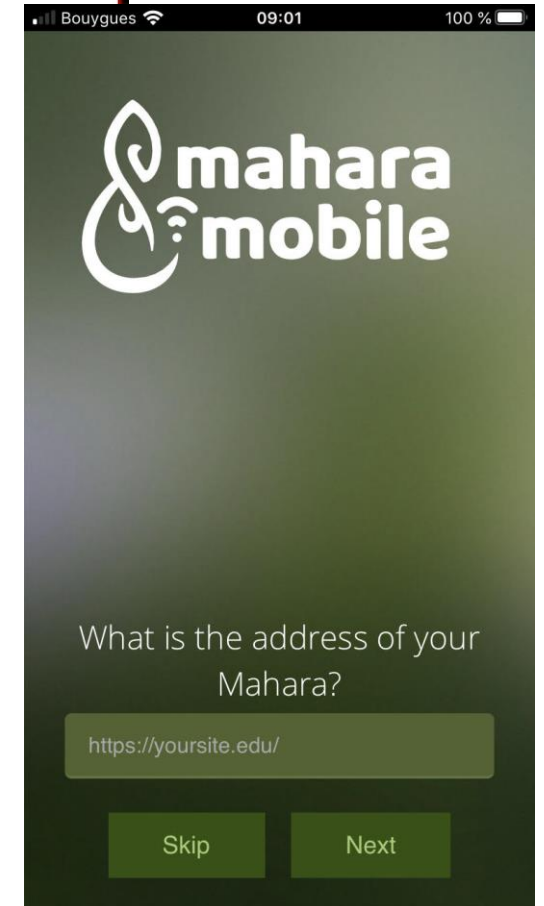 Bouygues 09:01 100 %
mahara
mobile
What is the address of your
Mahara?
https://yoursite.edu/
Skip Next